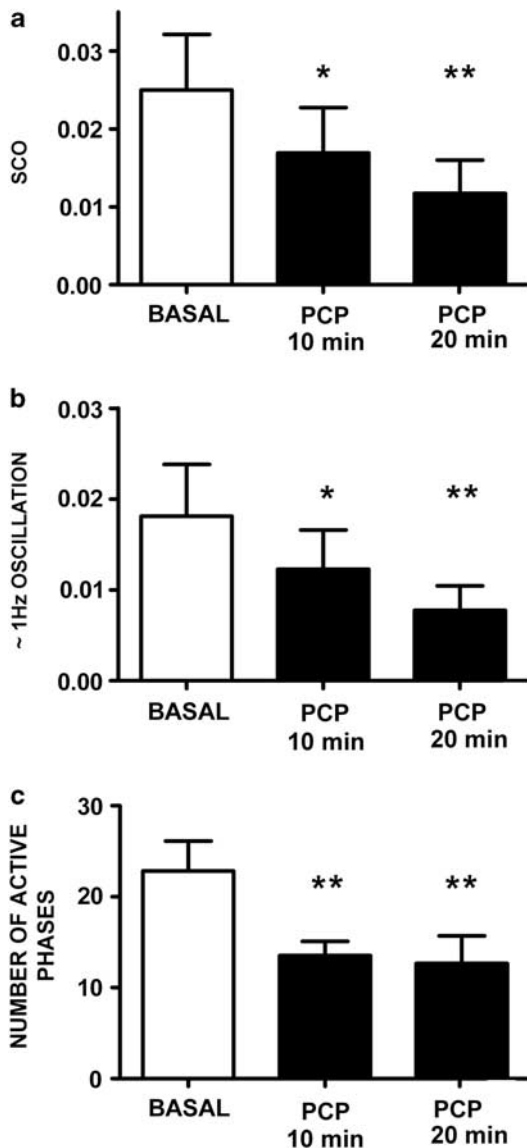 a
0.03
0.02
0.01
0.00
SCO
* **
BASAL PCP PCP
10 min 20 min
b
0.03
0.02
0.01
0.00
~ 1Hz OSCILLATION
* **
BASAL PCP PCP
10 min 20 min
c
30
20
10
0
NUMBER OF ACTIVE
PHASES
** **
BASAL PCP PCP
10 min 20 min